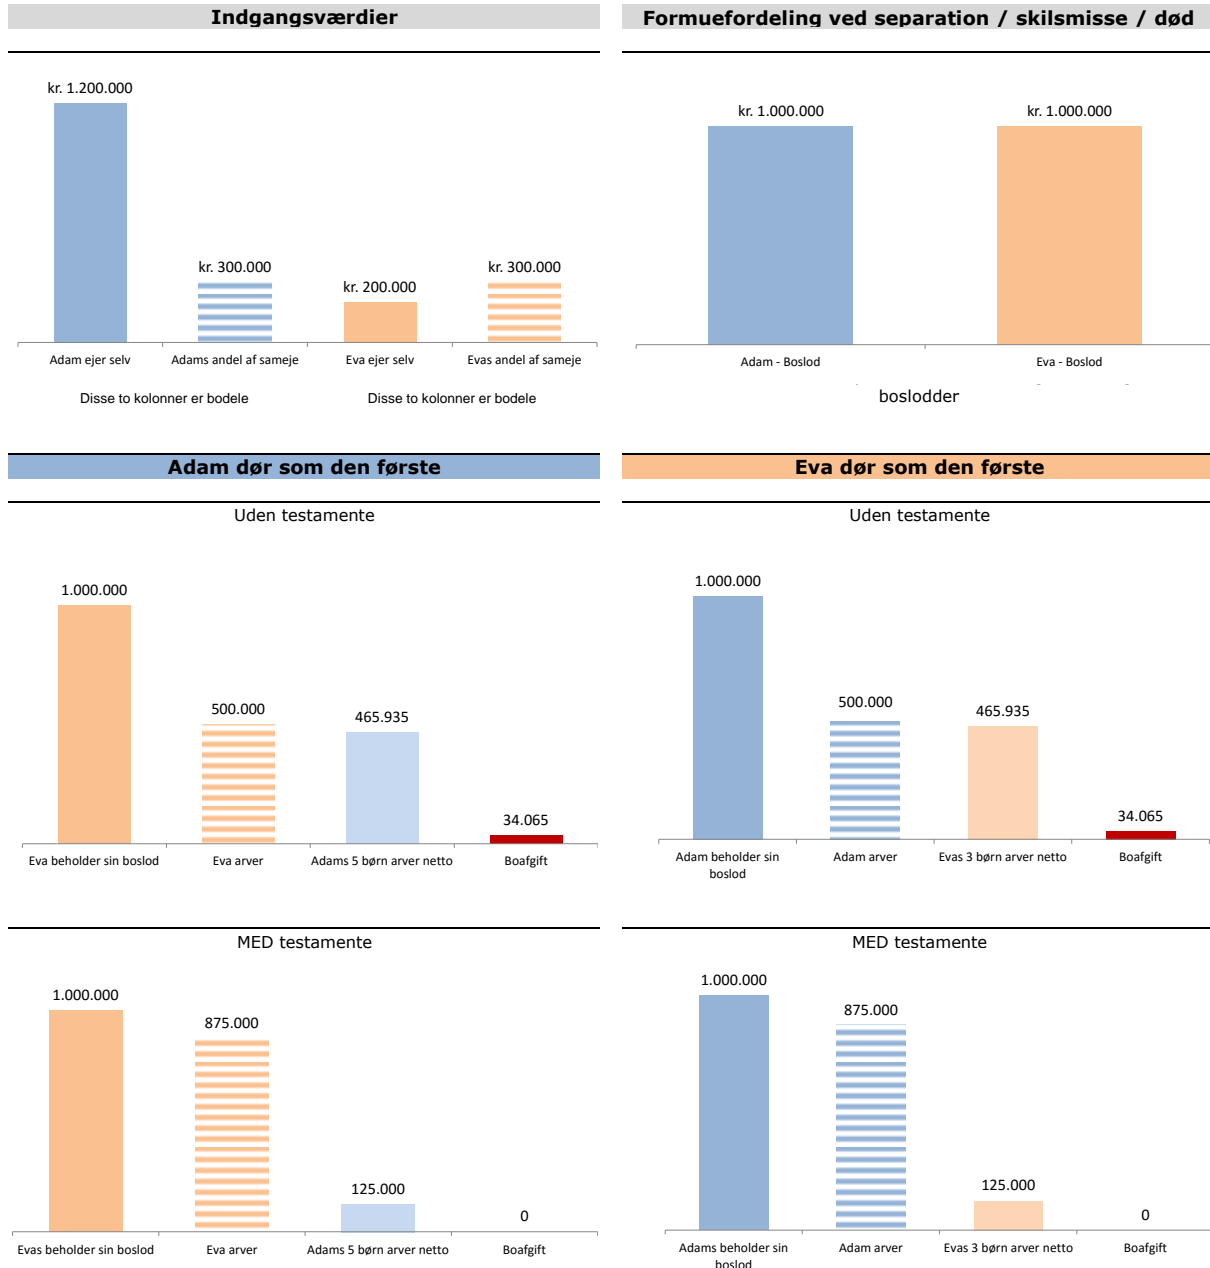 Indgangsværdier
kr. 1.200.000
kr. 300.000
kr. 200.000
kr. 300.000
Adam ejer selv
Adams andel af sameje
Eva ejer selv
Evas andel af sameje
Disse to kolonner er bodele
Disse to kolonner er bodele
Formuefordeling ved separation / skilsmisse / død
kr. 1.000.000
kr. 1.000.000
Adam - Boslod
Eva - Boslod
boslodder
Adam dør som den første
Uden testamente
1.000.000
500.000
465.935
34.065
Eva beholder sin boslod
Eva arver
Adams 5 børn arver netto
Boafgift
Eva dør som den første
Uden testamente
1.000.000
500.000
465.935
34.065
Adam beholder sin
boslod
Adam arver
Evas 3 børn arver netto
Boafgift
MED testamente
1.000.000
875.000
125.000
0
Evas beholder sin boslod
Eva arver
Adams 5 børn arver netto
Boafgift
MED testamente
1.000.000
875.000
125.000
0
Adams beholder sin
boslod
Adam arver
Evas 3 børn arver netto
Boafgift